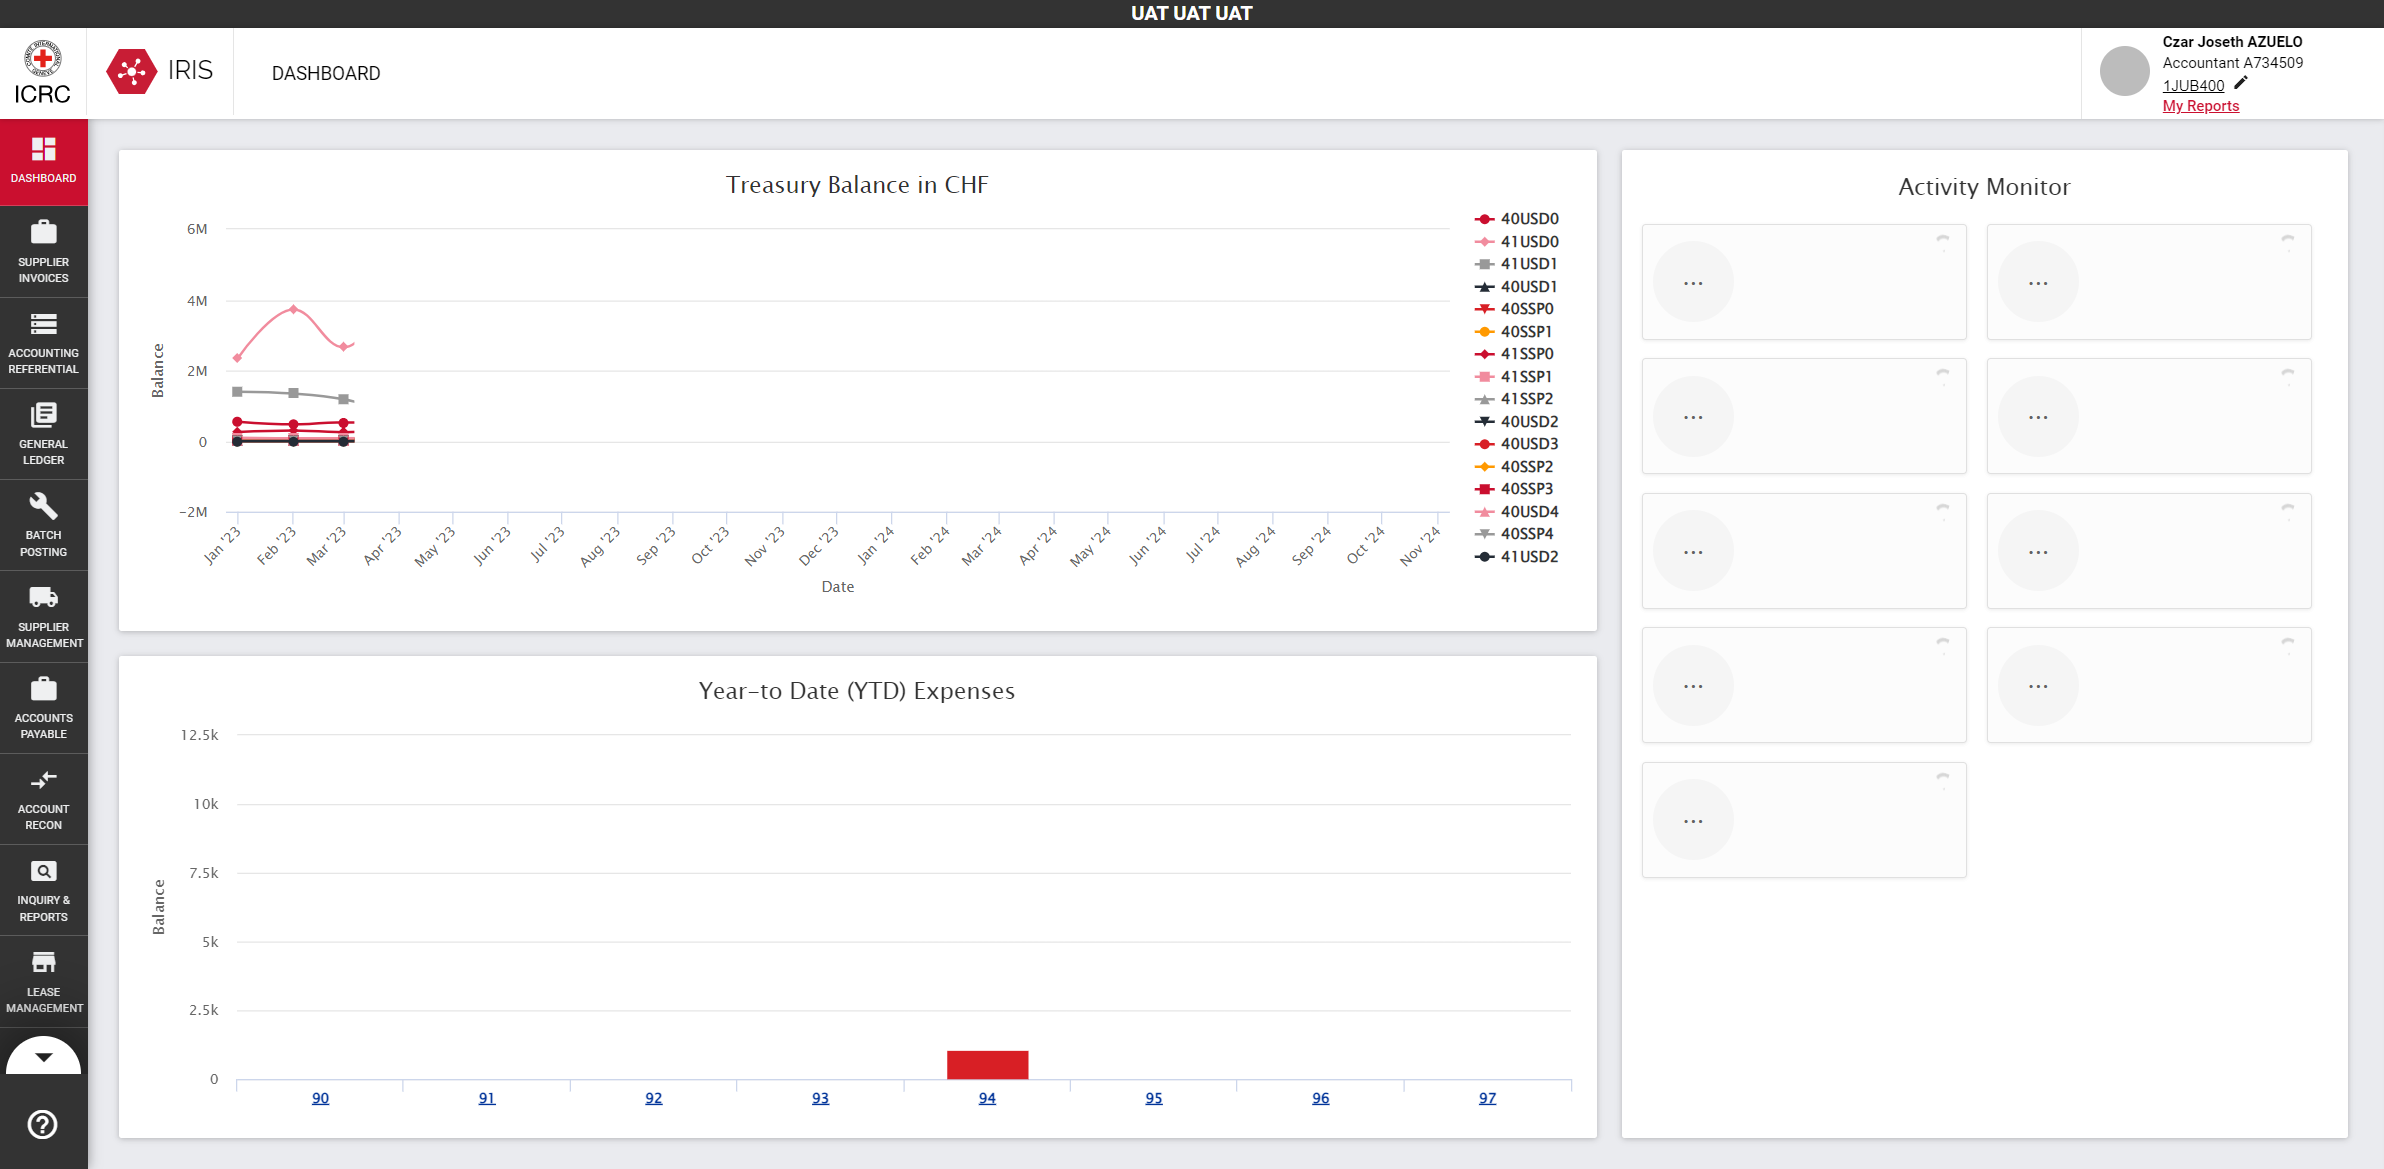 UAT UAT UAT
ICRC
IRIS
DASHBOARD
Czar Joseth AZUELO
Accountant A734509
1JUB400
My Reports
DASHBOARD
SUPPLIER
INVOICES
ACCOUNTING
REFERENTIAL
GENERAL
LEDGER
BATCH
POSTING
SUPPLIER
MANAGEMENT
ACCOUNTS
PAYABLE
ACCOUNT
RECON
INQUIRY &
REPORTS
LEASE
MANAGEMENT
Treasury Balance in CHF
Balance
6M
4M
2M
0
-2M
Jan '23
Feb '23
Mar '23
Apr '23
May '23
Jun '23
Jul '23
Aug '23
Sep '23
Oct '23
Nov '23
Dec '23
Jan '24
Feb '24
Mar '24
Apr '24
May '24
Jun '24
Jul '24
Aug '24
Sep '24
Oct '24
Nov '24
Date
40USD0
41USD0
41USD1
40USD1
40SSP0
40SSP1
41SSP0
41SSP1
41SSP2
40USD2
40USD3
40SSP2
40SSP3
40USD4
40SSP4
41USD2
Year-to Date (YTD) Expenses
Balance
12.5k
10k
7.5k
5k
2.5k
0
90
91
92
93
94
95
96
97
Activity Monitor
...
...
...
...
...
...
...
...
...